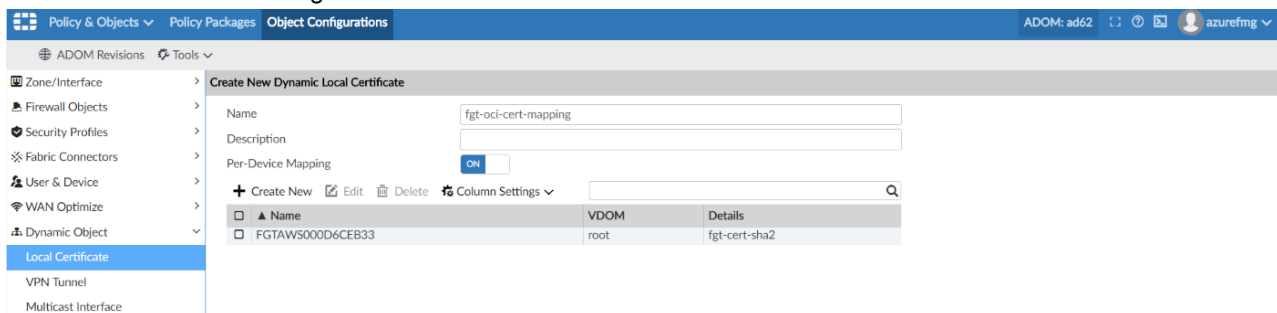 Policy & Objects Policy Packages Object Configurations ADOM: ad62 azurefmg
ADOM Revisions Tools
Zone/Interface
Firewall Objects
Security Profiles
Fabric Connectors
User & Device
WAN Optimize
Dynamic Object
Local Certificate
VPN Tunnel
Multicast Interface
Create New Dynamic Local Certificate
Name fgt-oci-cert-mapping
Description
Per-Device Mapping ON
Create New Edit Delete Column Settings
Name VDOM Details
FGTAWS000D6CEB33 root fgt-cert-sha2